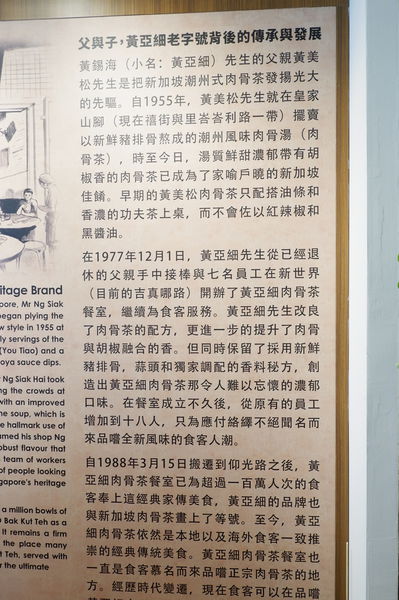 父與子，黃亞細老字號背後的傳承與發展
黃錫海（小名：黃亞細）先生的父親黃美
松先生是把新加坡潮州式肉骨茶發揚光大
的先驅。自1955年，黃美松先生就在皇家
山腳（現在禧街與里峇峇利路一帶）擺賣
以新鮮豬排骨熬成的潮州風味肉骨湯（肉
骨茶），時至今日，湯質鮮甜濃郁帶有胡
椒香的肉骨茶已成為了家喻戶曉的新加坡
佳餚。早期的黃美松肉骨茶只配搭油條和
香濃的功夫茶上桌，而不會佐以紅辣椒和
黑醬油。
在1977年12月1日，黃亞細先生從已經退
休的父親手中接棒與七名員工在新世界
（目前的吉真哪路）開辦了黃亞細肉骨茶
餐室，繼續為食客服務。黃亞細先生改良
了肉骨茶的配方，更進一步的提升了肉骨
與胡椒融合的香。但同時保留了採用新鮮
豬排骨，蒜頭和獨家調配的香料秘方，創
造出黃亞細肉骨茶那令人難以忘懷的濃郁
口味。在餐室成立不久後，從原有的員工
增加到十八人，只為應付絡繹不絕聞名而
來品嚐全新風味的食客人潮。
自1988年3月15日搬遷到仰光路之後，黃
亞細肉骨茶餐室已為超過一百萬人次的食
客奉上這經典家傳美食，黃亞細的品牌也
與新加坡肉骨茶畫上了等號。至今，黃亞
細肉骨茶依然是本地以及海外食客一致推
崇的經典傳統美食。黃亞細肉骨茶餐室也
一直是食客慕名而來品嚐正宗肉骨茶的地
方。經歷時代變遷，現在食客可以在品嚐
itage Brand
pore, Mr Ng Siak
began plying the
w style in 1955 at
ly servings of the
(You Tiao) and a
oya sauce dips.
Ng Siak Hai took
ng the crowds at
with an improved
he soup, which is
e hallmark use of
amed his shop Ng
obust flavour that
team of workers
of people looking
gapore's heritage
a million bowls of
Bak Kut Teh as a
it remains a firm
the place many
t Teh, served with
r the ultimate